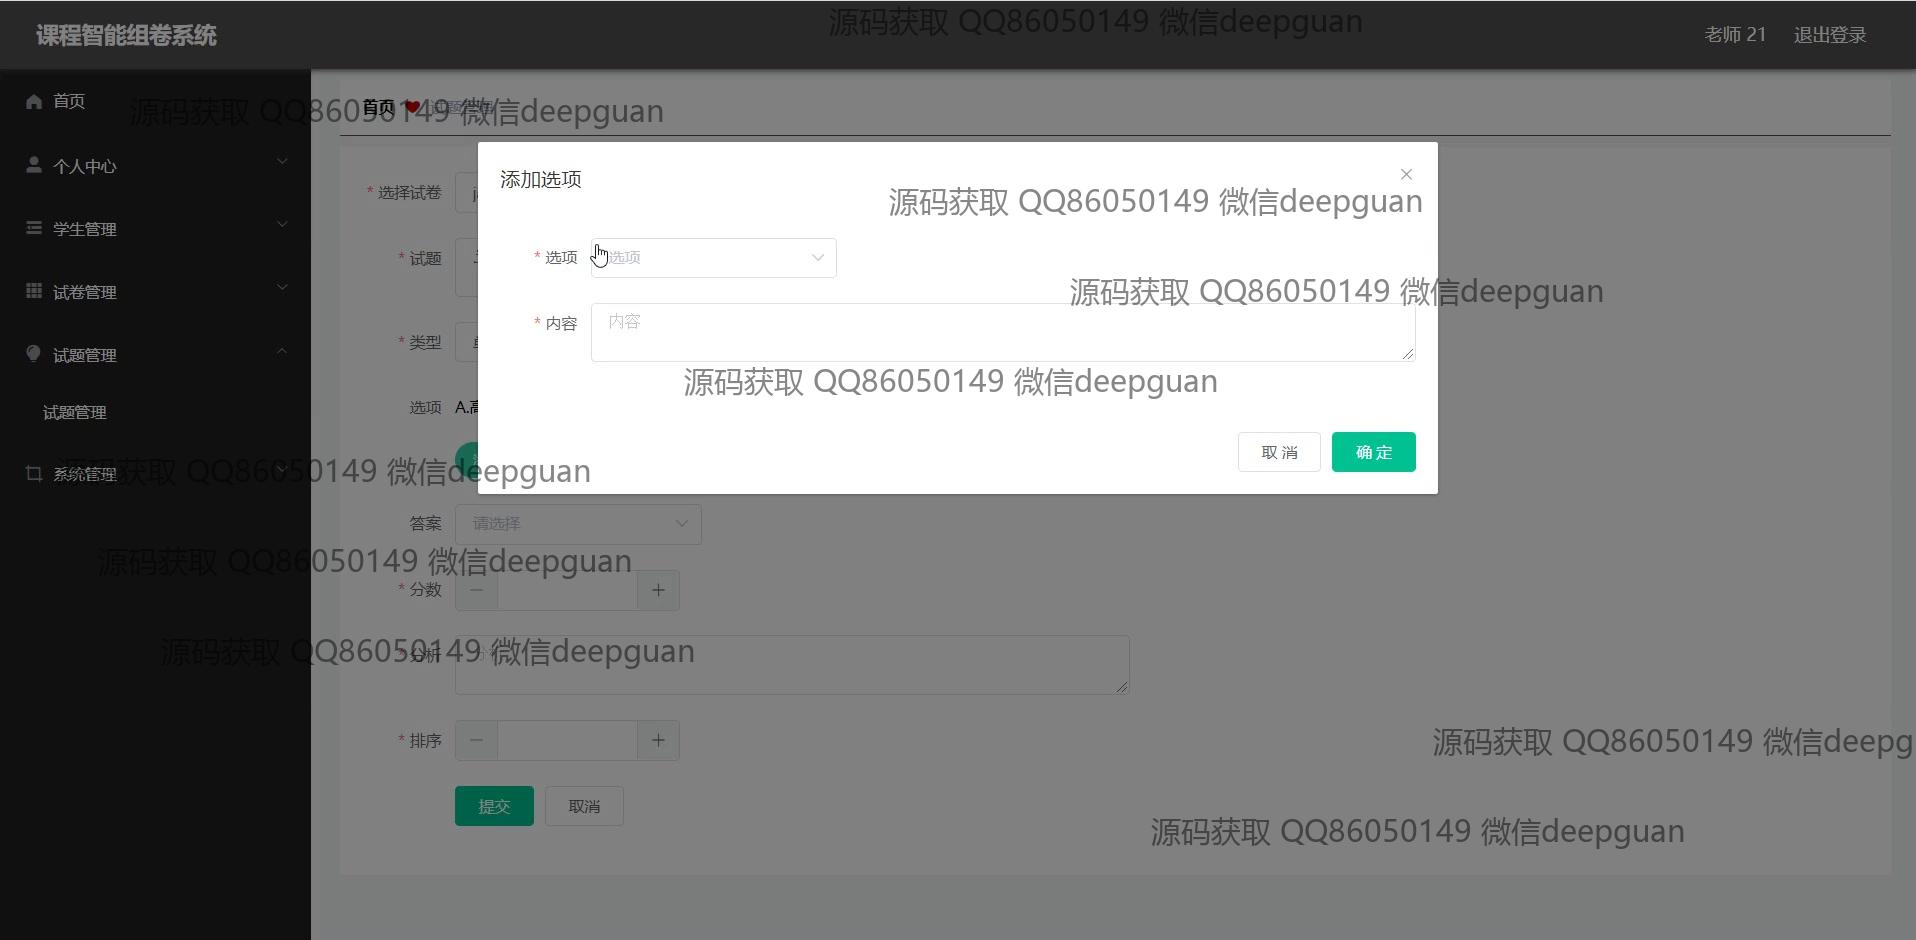 课程智能组卷系统
源码获取 QQ86050149 微信deepguan
老师 21
退出登录
首页
个人中心
学生管理
试卷管理
试题管理
试题管理
系统管理
源码获取 QQ86050149 微信deepguan
首页
试题管理
* 选择试卷
* 试题
* 类型
选项 A.高
添加选项
源码获取 QQ86050149 微信deepguan
* 选项
选项
源码获取 QQ86050149 微信deepguan
* 内容
内容
源码获取 QQ86050149 微信deepguan
取消
确定
源码获取 QQ86050149 微信deepguan
答案
请选择
源码获取 QQ86050149 微信deepguan
* 分数
源码获取 QQ86050149 微信deepguan
* 分析
* 排序
源码获取 QQ86050149 微信deepg
提交
取消
源码获取 QQ86050149 微信deepguan